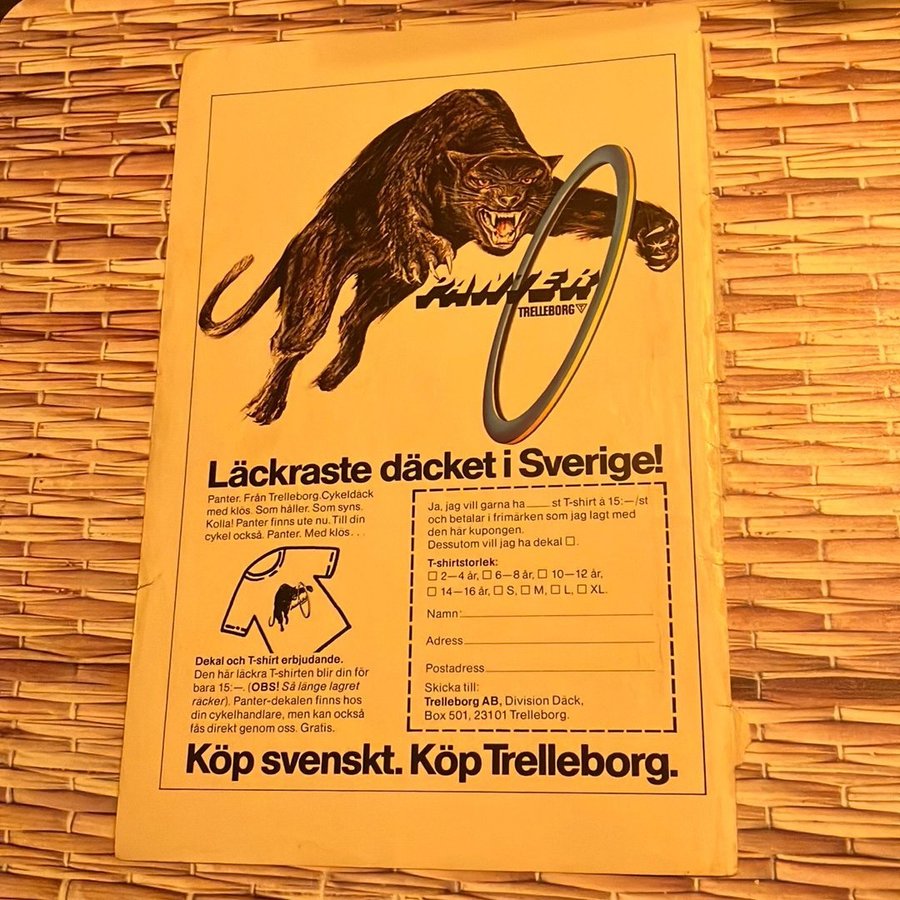 PANTER
TRELLEBORG
Läckraste däcket i Sverige!
Panter. Från Trelleborg. Cykeldäck
med klös. Som håller. Som syns.
Kolla! Panter finns ute nu. Till din
cykel också. Panter. Med klös...
Dekal och T-shirt erbjudande.
Den här läckra T-shirten blir din för
bara 15:—. (OBS! Så länge lagret
räcker). Panter-dekalen finns hos
din cykelhandlare, men kan också
fås direkt genom oss. Gratis.
Ja, jag vill gärna ha ____ st T-shirt à 15:—/st
och betalar i frimärken som jag lagt med
den här kupongen.
Dessutom vill jag ha dekal ☐.
T-shirtstorlek:
☐ 2—4 år, ☐ 6—8 år, ☐ 10—12 år,
☐ 14—16 år, ☐ S, ☐ M, ☐ L, ☐ XL.
Namn:
Adress
Postadress
Skicka till:
Trelleborg AB, Division Däck,
Box 501, 23101 Trelleborg.
Köp svenskt. Köp Trelleborg.